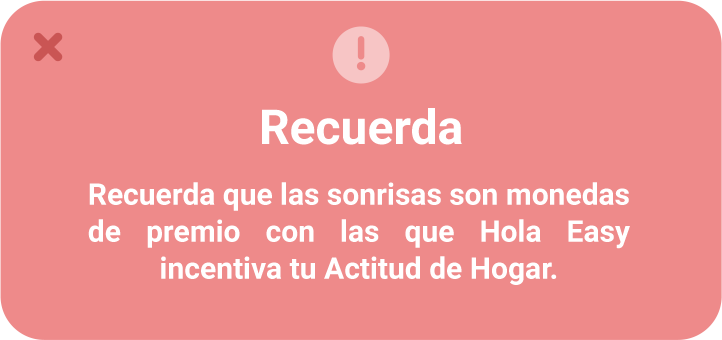 Recuerda
Recuerda que las sonrisas son monedas
de premio con las que Hola Easy
incentiva tu Actitud de Hogar.